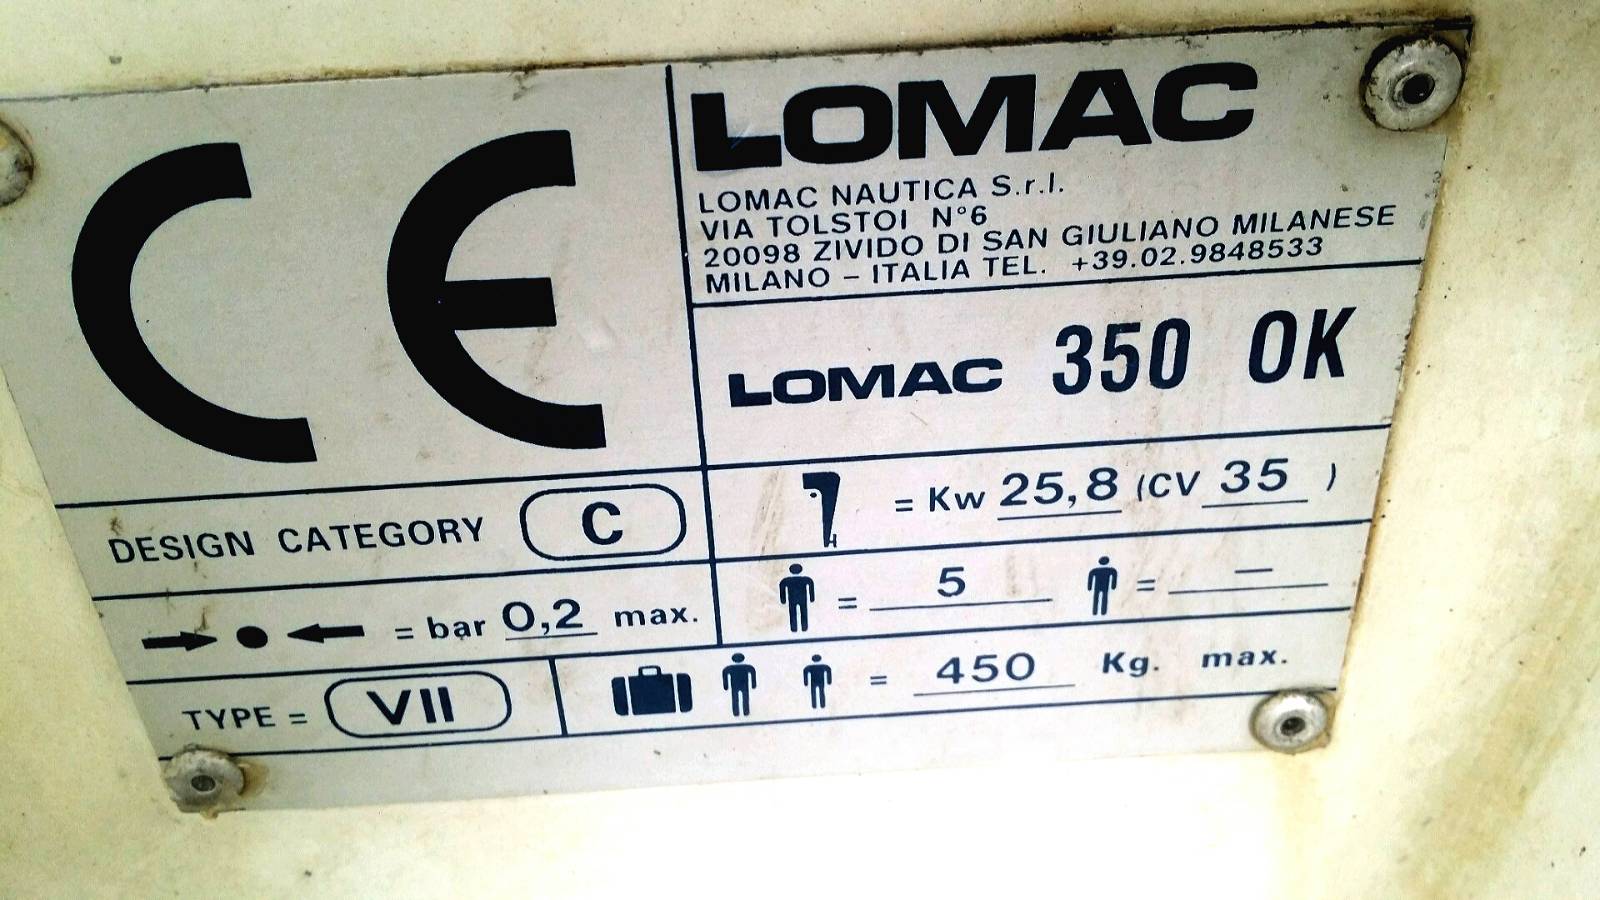 CE
LOMAC
LOMAC NAUTICA S.r.l.
VIA TOLSTOI N°6
20098 ZIVIDO DI SAN GIULIANO MILANESE
MILANO – ITALIA TEL. +39.02.9848533
LOMAC 350 OK
DESIGN CATEGORY C
= Kw 25,8 (CV 35 )
= bar 0,2 max.
= 5 = —
TYPE = VII
= 450 Kg. max.